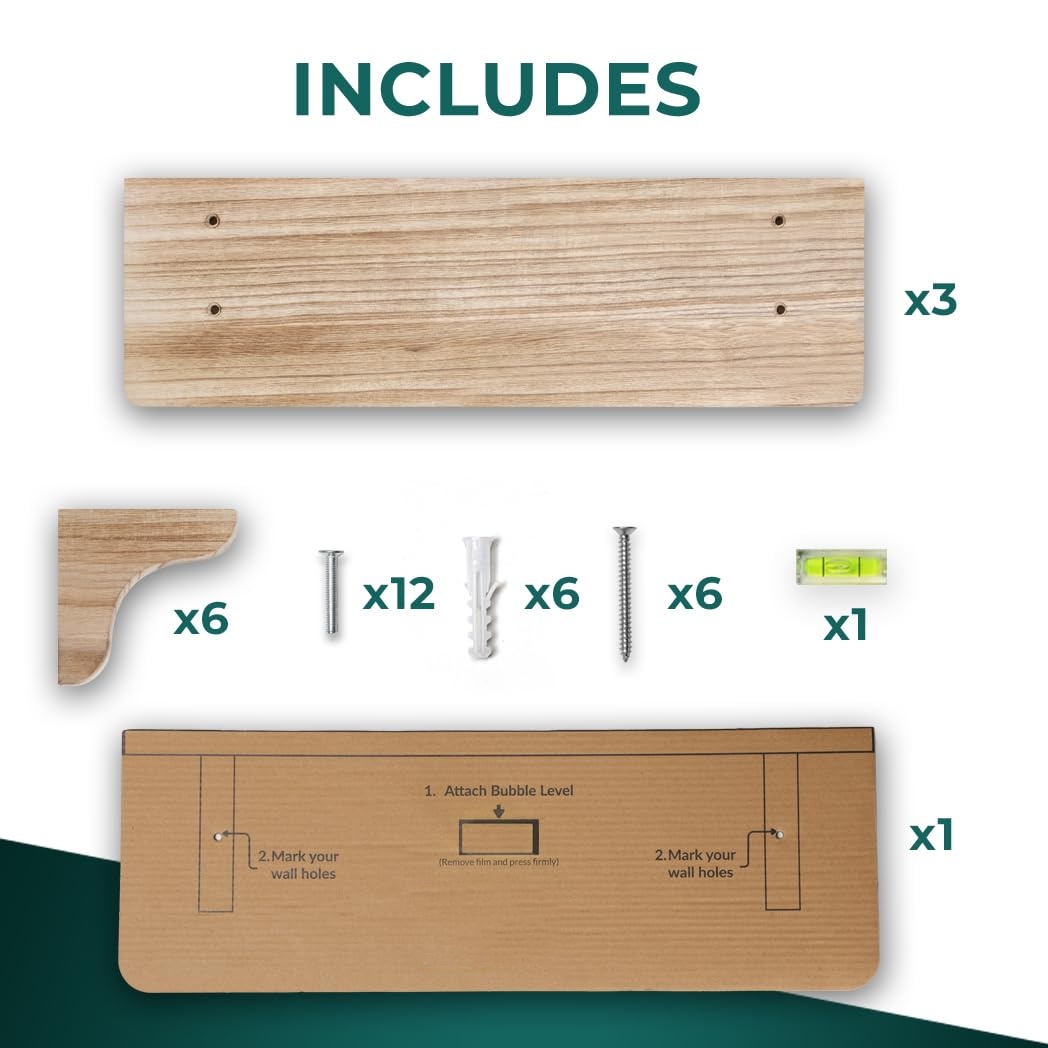 INCLUDES
x3
x6
x12
x6
x6
x1
1. Attach Bubble Level
(Remove film and press firmly)
2.Mark your
wall holes
2.Mark your
wall holes
x1